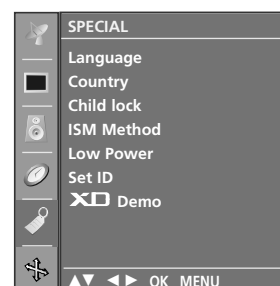 SPECIAL
Language
Country
Child lock
ISM Method
Low Power
Set ID
XD Demo
▲▼ ◄► OK MENU